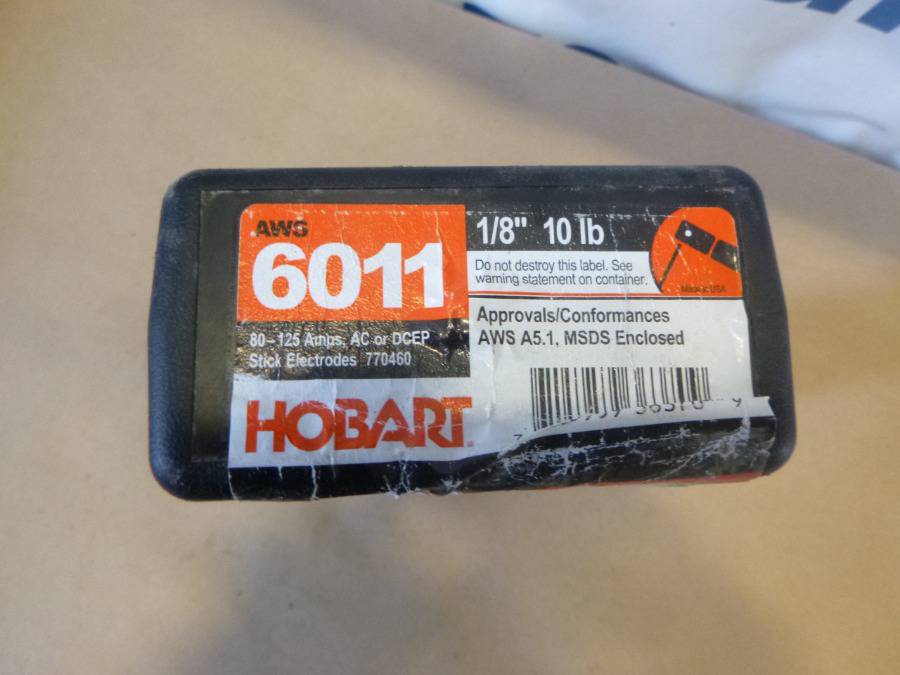 AWS
6011
80-125 Amps, AC or DCEP
Stick Electrodes 770460
HOBART
1/8" 10 lb
Do not destroy this label. See
warning statement on container.
Made in USA
Approvals/Conformances
AWS A5.1, MSDS Enclosed